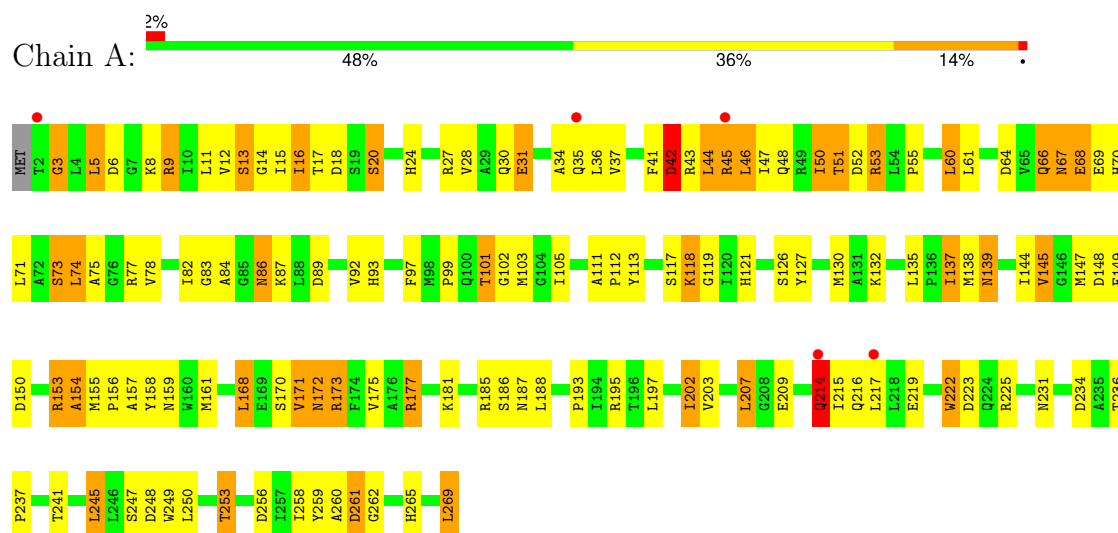 2%
Chain A:
48% 36% 14% •
MET T2 G3 L4 L5 D6 G7 K8 R9 I10 L11 V12 S13 G14 I15 I16 T17 D18 S19 S20 H24 R27 V28 A29 Q30 E31 A34 Q35 L36 V37 F41 D42 R43 L44 R45 L46 I47 Q48 R49 I50 T51 D52 R53 L54 P55 L60 L61 D64 V65 Q66 N67 E68 E69 H70
L71 A72 S73 L74 A75 G76 R77 V78 I82 G83 A84 G85 N86 K87 L88 D89 V92 H93 F97 M98 P99 Q100 T101 G102 M103 G104 I105 A111 P112 Y113 S117 K118 G119 I120 H121 S126 Y127 M130 A131 K132 L135 P136 I137 M138 N139 I144 V145 G146 M147 D148 F149
D150 R153 A154 M155 P156 A157 Y158 N159 W160 M161 L168 E169 S170 V171 N172 R173 F174 V175 A176 R177 K181 R185 S186 N187 L188 P193 I194 R195 T196 L197 I202 V203 L207 G208 E209 Q214 I215 Q216 L217 L218 E219 W222 D223 Q224 R225 N231 D234 A235 T236
P237 T241 L245 L246 S247 D248 W249 L250 T253 D256 I257 I258 Y259 A260 D261 G262 H265 L269